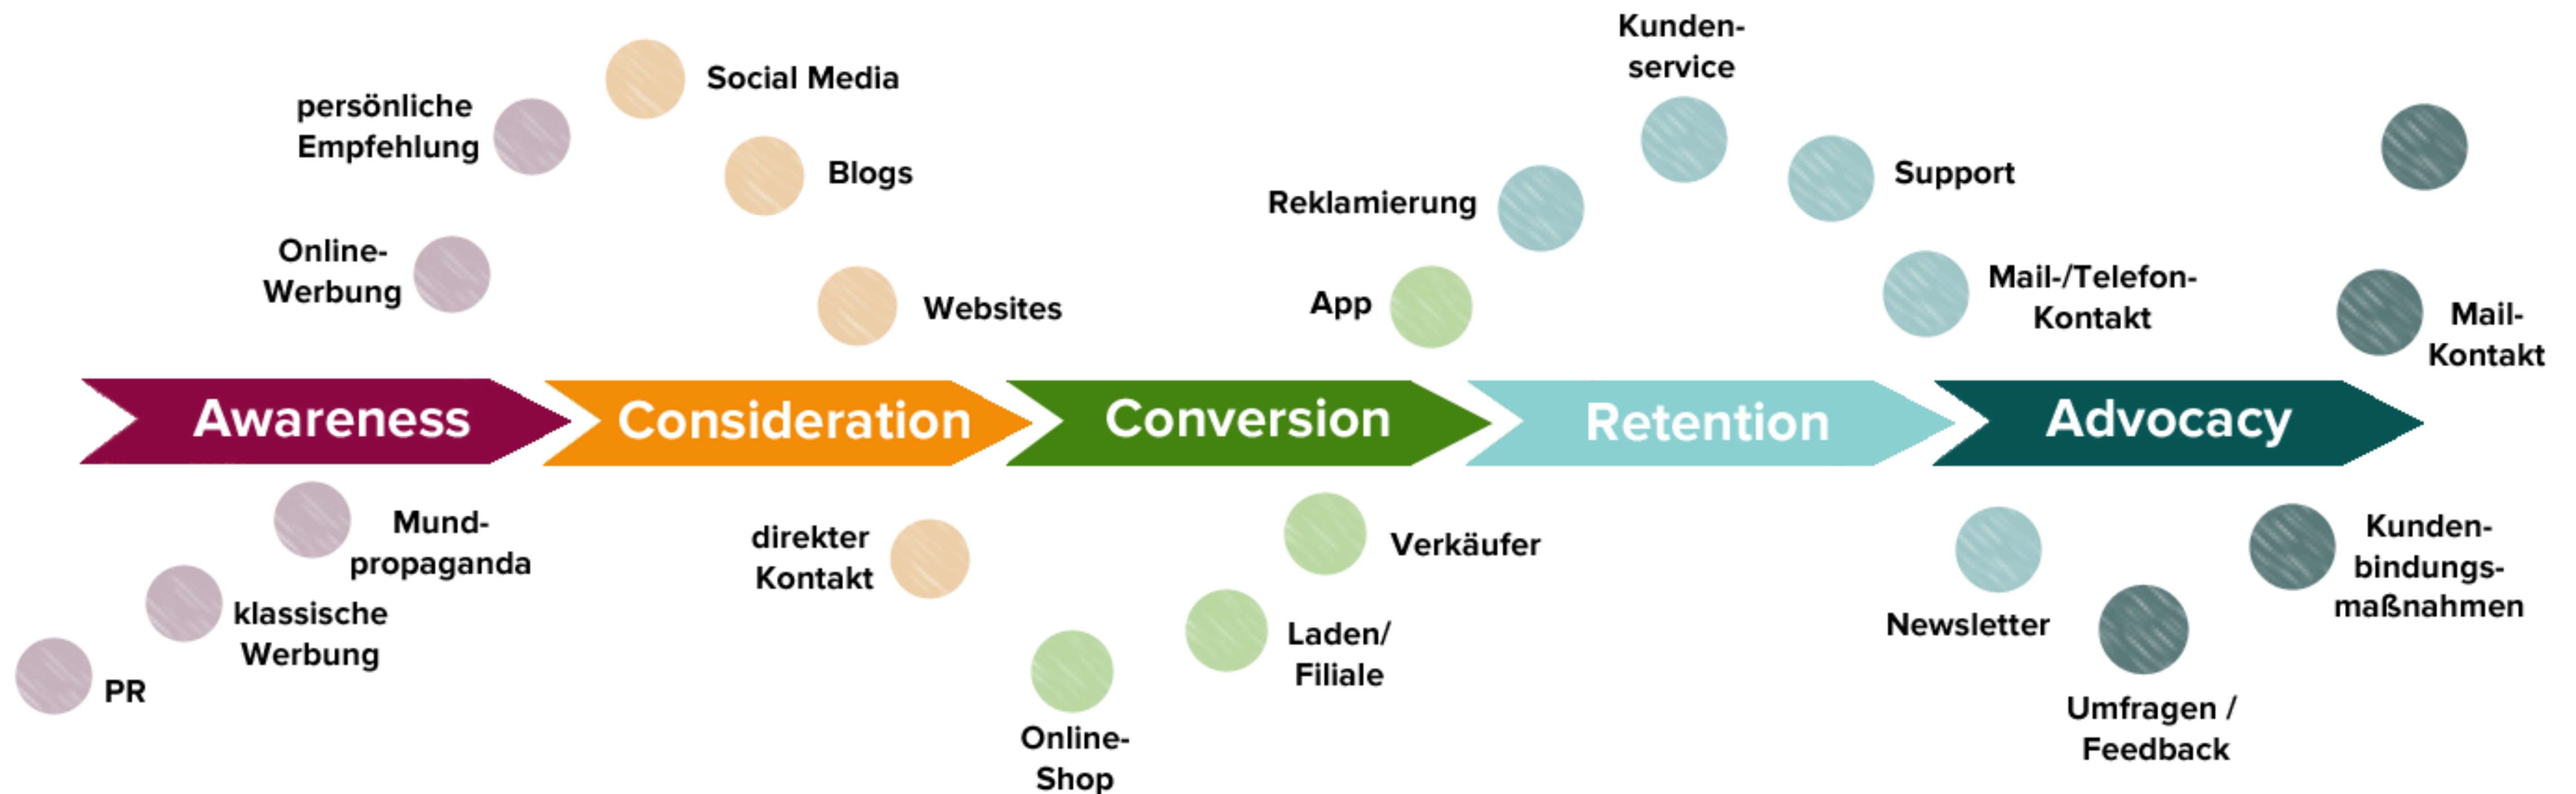 persönliche
Empfehlung
Social Media
Blogs
Online-
Werbung
Websites
Kunden-
service
Reklamierung
Support
App
Mail-/Telefon-
Kontakt
Mail-
Kontakt
Awareness
Consideration
Conversion
Retention
Advocacy
Mund-
propaganda
klassische
Werbung
PR
direkter
Kontakt
Verkäufer
Laden/
Filiale
Online-
Shop
Newsletter
Kunden-
bindungs-
maßnahmen
Umfragen /
Feedback